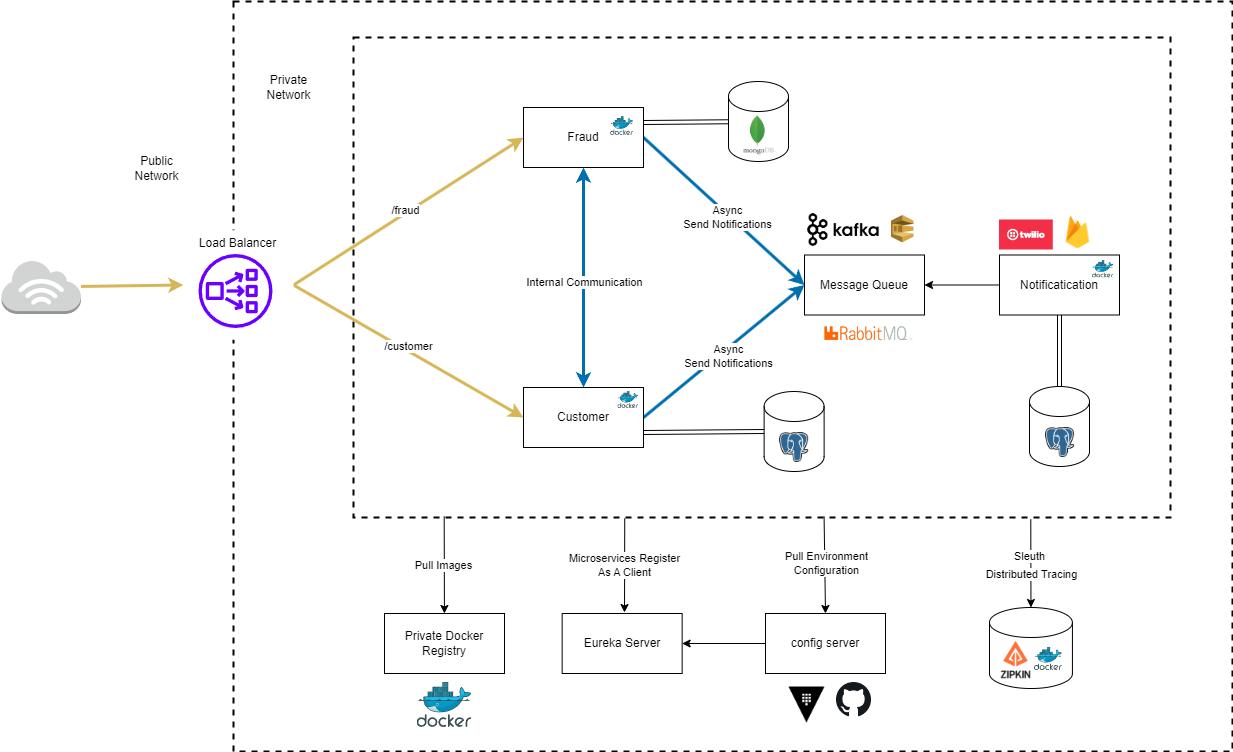 Private
Network
Public
Network
Load Balancer
Fraud
docker
mongoDB
/fraud
Async
Send Notifications
kafka
twilio
Internal Communication
Message Queue
Notificatication
docker
RabbitMQ
/customer
Async
Send Notifications
Customer
docker
Pull Images
Microservices Register
As A Client
Pull Environment
Configuration
Sleuth
Distributed Tracing
Private Docker
Registry
Eureka Server
config server
ZIPKIN
docker
docker